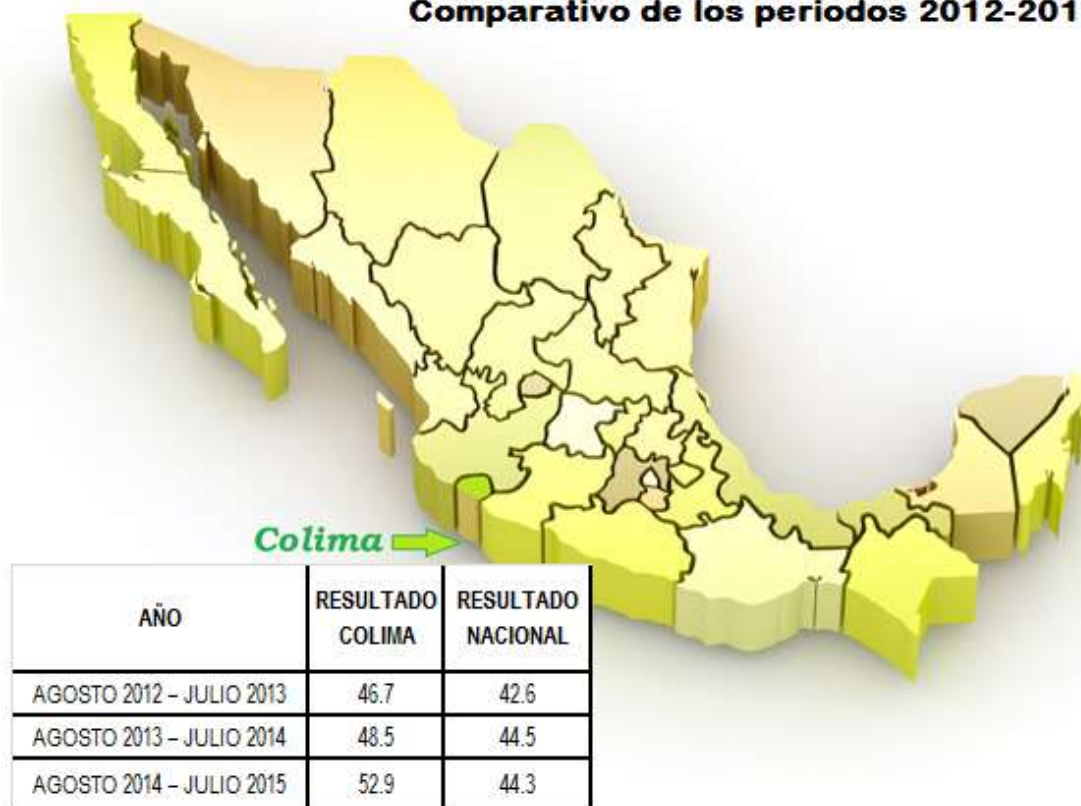 Comparativo de los periodos 2012-201
Colima
AÑO RESULTADO COLIMA RESULTADO NACIONAL
AGOSTO 2012 – JULIO 2013 46.7 42.6
AGOSTO 2013 – JULIO 2014 48.5 44.5
AGOSTO 2014 – JULIO 2015 52.9 44.3